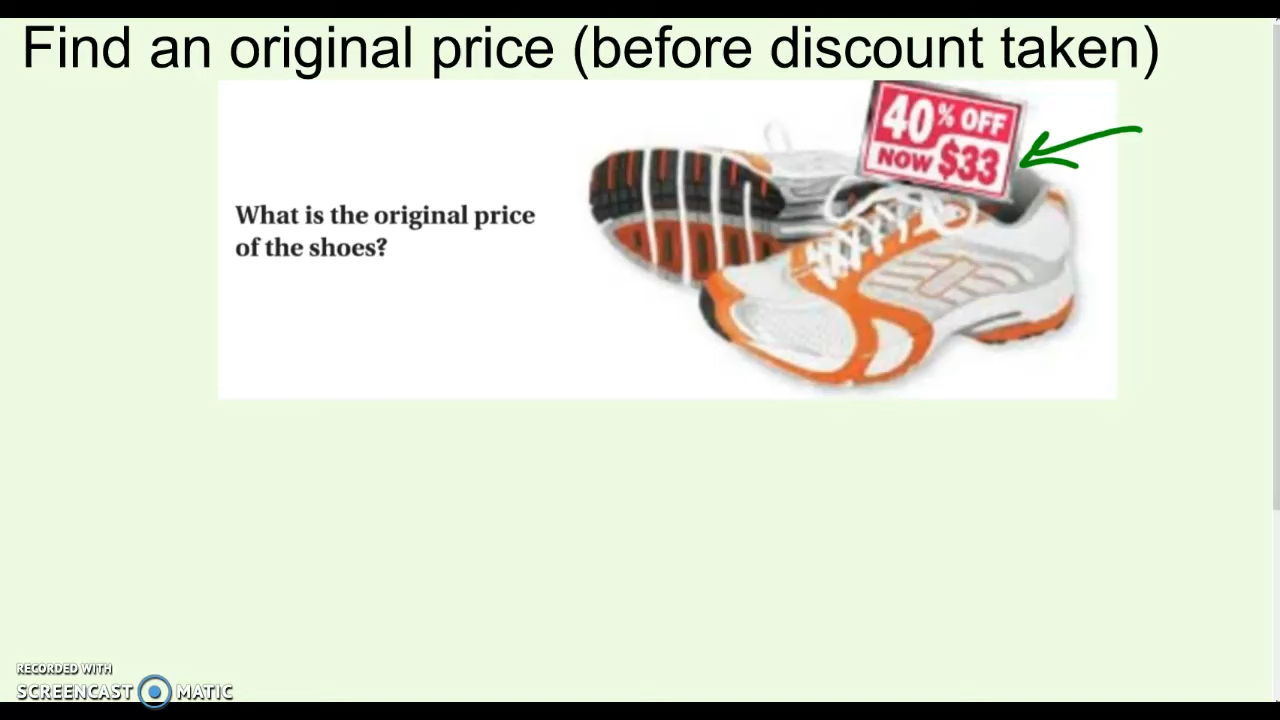 Find an original price (before discount taken)
40% OFF
NOW $33
What is the original price
of the shoes?
RECORDED WITH
SCREENCAST MATIC